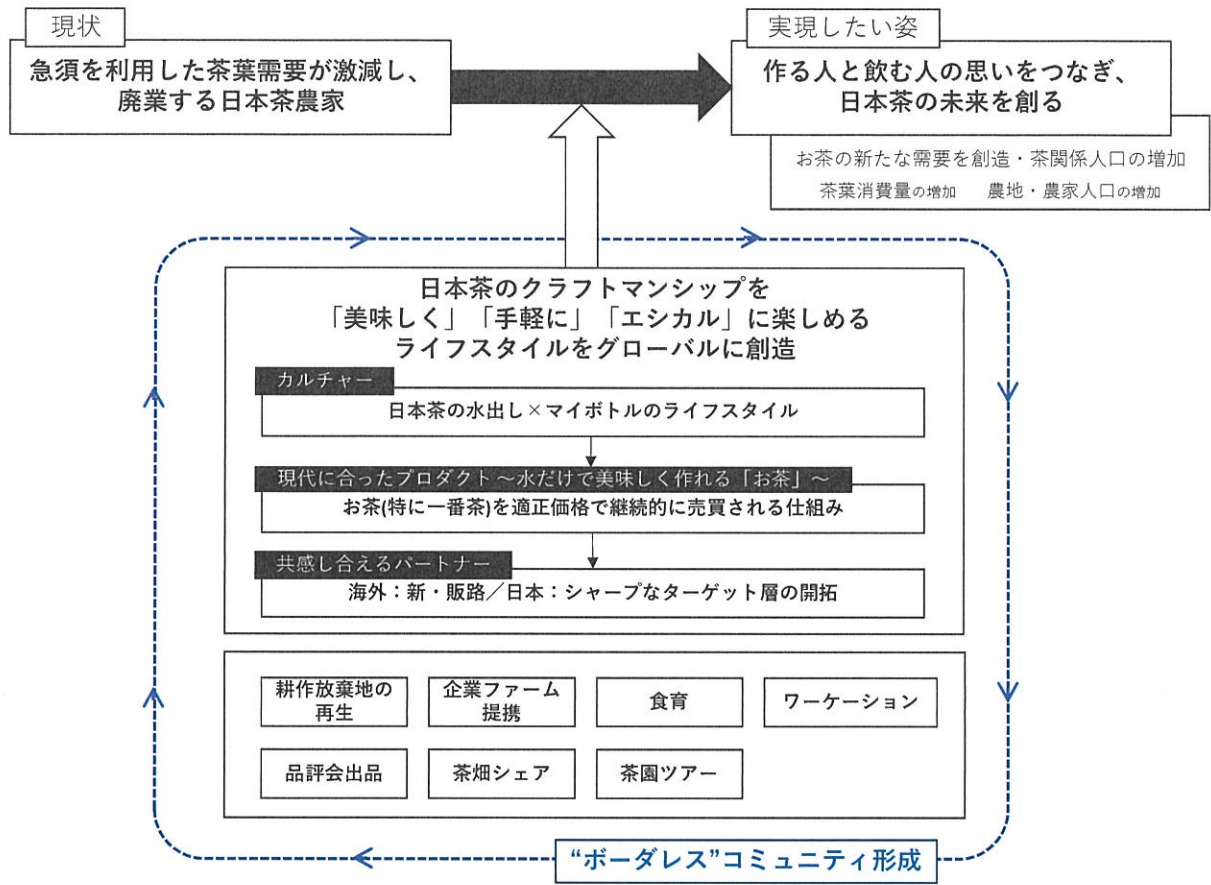 現状
急須を利用した茶葉需要が激減し、
廃業する日本茶農家
実現したい姿
作る人と飲む人の思いをつなぎ、
日本茶の未来を創る
お茶の新たな需要を創造・茶関係人口の増加
茶葉消費量の増加 農地・農家人口の増加
日本茶のクラフトマンシップを
「美味しく」「手軽に」「エシカル」に楽しめる
ライフスタイルをグローバルに創造
カルチャー
日本茶の水出し×マイボトルのライフスタイル
現代に合ったプロダクト ～水だけで美味しく作れる「お茶」～
お茶(特に一番茶)を適正価格で継続的に売買される仕組み
共感し合えるパートナー
海外：新・販路／日本：シャープなターゲット層の開拓
耕作放棄地の
再生
企業ファーム
提携
食育
ワーケーション
品評会出品
茶畑シェア
茶園ツアー
“ボーダレス”コミュニティ形成